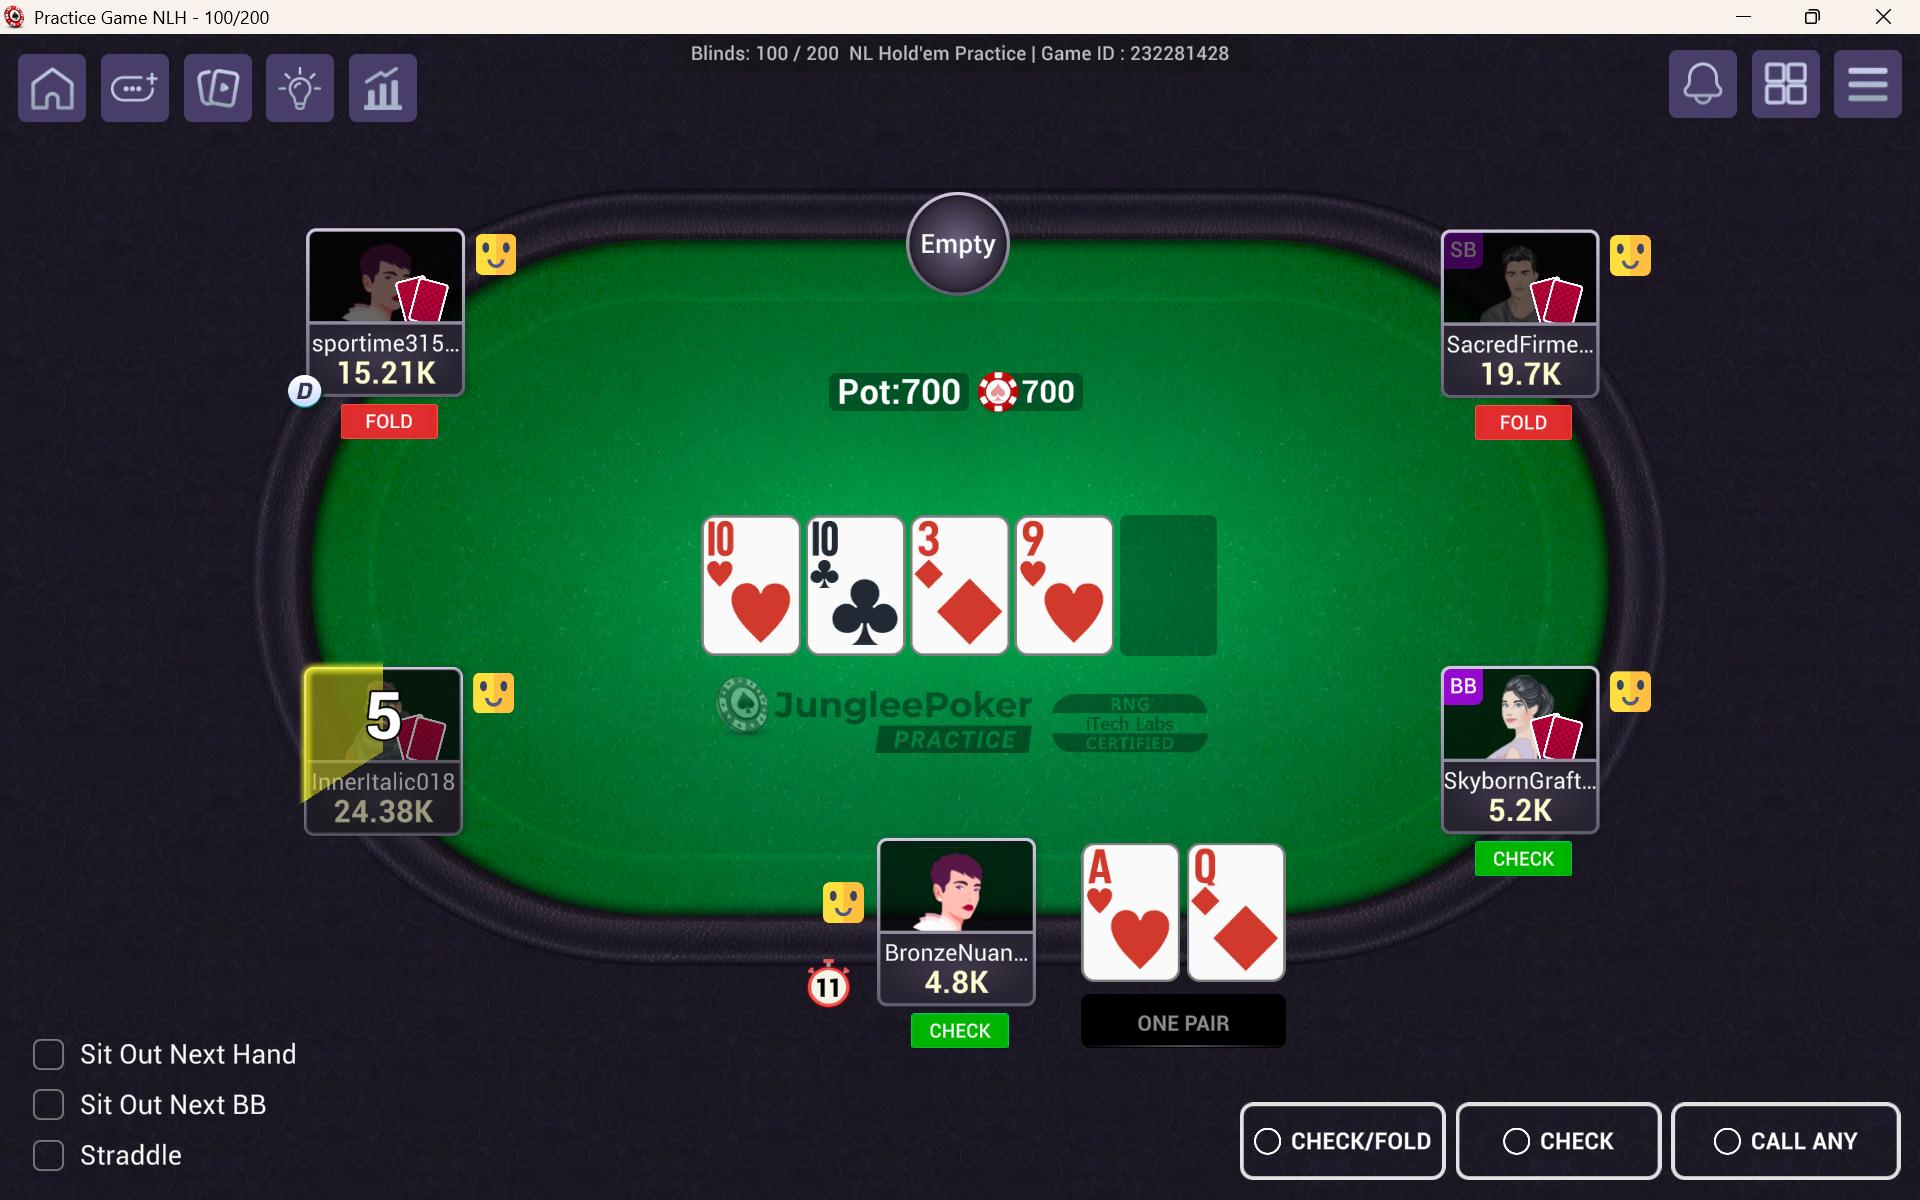 Practice Game NLH - 100/200
Blinds: 100 / 200 NL Hold'em Practice | Game ID : 232281428
Empty
sportime315...
15.21K
D
FOLD
SB
SacredFirme...
19.7K
FOLD
Pot:700
700
10
10
3
9
JungleePoker
PRACTICE
RNG
iTech Labs
CERTIFIED
5
InnerItalic018
24.38K
BB
SkybornGraft...
5.2K
CHECK
BronzeNuan...
4.8K
11
CHECK
A
Q
ONE PAIR
Sit Out Next Hand
Sit Out Next BB
Straddle
CHECK/FOLD
CHECK
CALL ANY